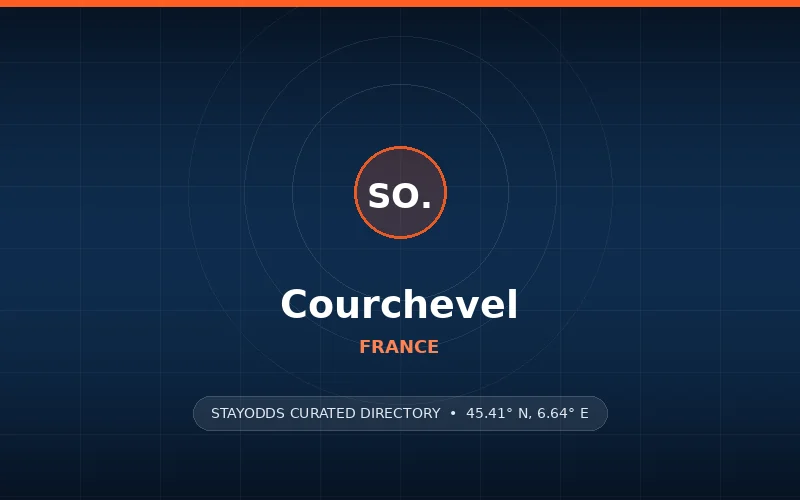 SO.
Courchevel
FRANCE
STAYODDS CURATED DIRECTORY • 45.41° N, 6.64° E